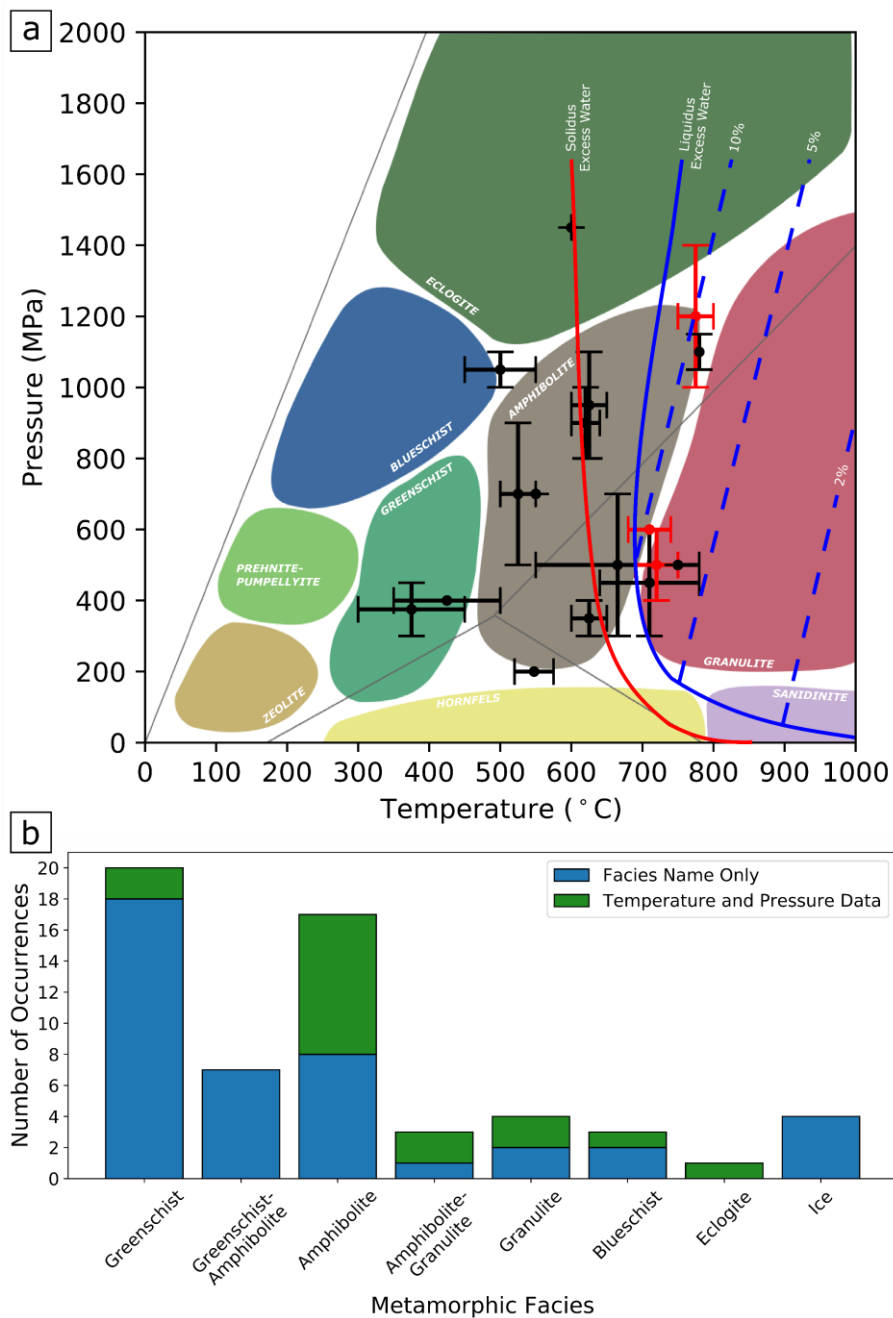 a
2000
1800
1600
1400
1200
1000
800
600
400
200
0
Pressure (MPa)
0 100 200 300 400 500 600 700 800 900 1000
Temperature (°C)
Solidus
Excess Water
Liquidus
Excess Water
10%
5%
2%
ECLOGITE
BLUESCHIST
AMPHIBOLITE
GREENSCHIST
PREHNITE-
PUMPELLYITE
ZEOLITE
HORNFELS
GRANULITE
SANIDINITE
b
20
18
16
14
12
10
8
6
4
2
0
Number of Occurrences
Facies Name Only
Temperature and Pressure Data
Greenschist
Greenschist-
Amphibolite
Amphibolite
Amphibolite-
Granulite
Granulite
Blueschist
Eclogite
Ice
Metamorphic Facies